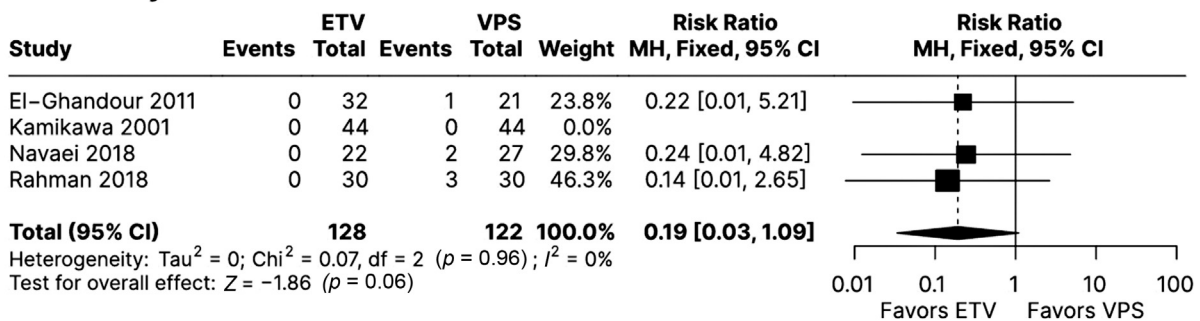 ETV VPS Risk Ratio Risk Ratio
Study Events Total Events Total Weight MH, Fixed, 95% CI MH, Fixed, 95% CI
El−Ghandour 2011 0 32 1 21 23.8% 0.22 [0.01, 5.21]
Kamikawa 2001 0 44 0 44 0.0%
Navaei 2018 0 22 2 27 29.8% 0.24 [0.01, 4.82]
Rahman 2018 0 30 3 30 46.3% 0.14 [0.01, 2.65]
Total (95% CI) 128 122 100.0% 0.19 [0.03, 1.09]
Heterogeneity: Tau² = 0; Chi² = 0.07, df = 2 (p = 0.96); I² = 0%
Test for overall effect: Z = −1.86 (p = 0.06)
0.01 0.1 1 10 100
Favors ETV Favors VPS